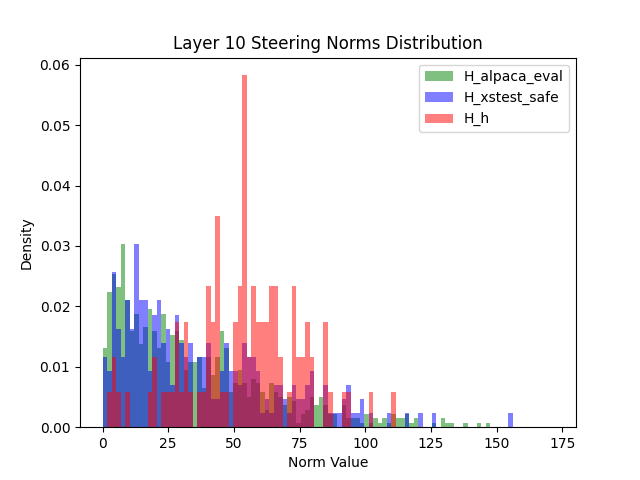 Layer 10 Steering Norms Distribution
H_alpaca_eval
H_xstest_safe
H_h
Density
0.06
0.05
0.04
0.03
0.02
0.01
0.00
0 25 50 75 100 125 150 175
Norm Value